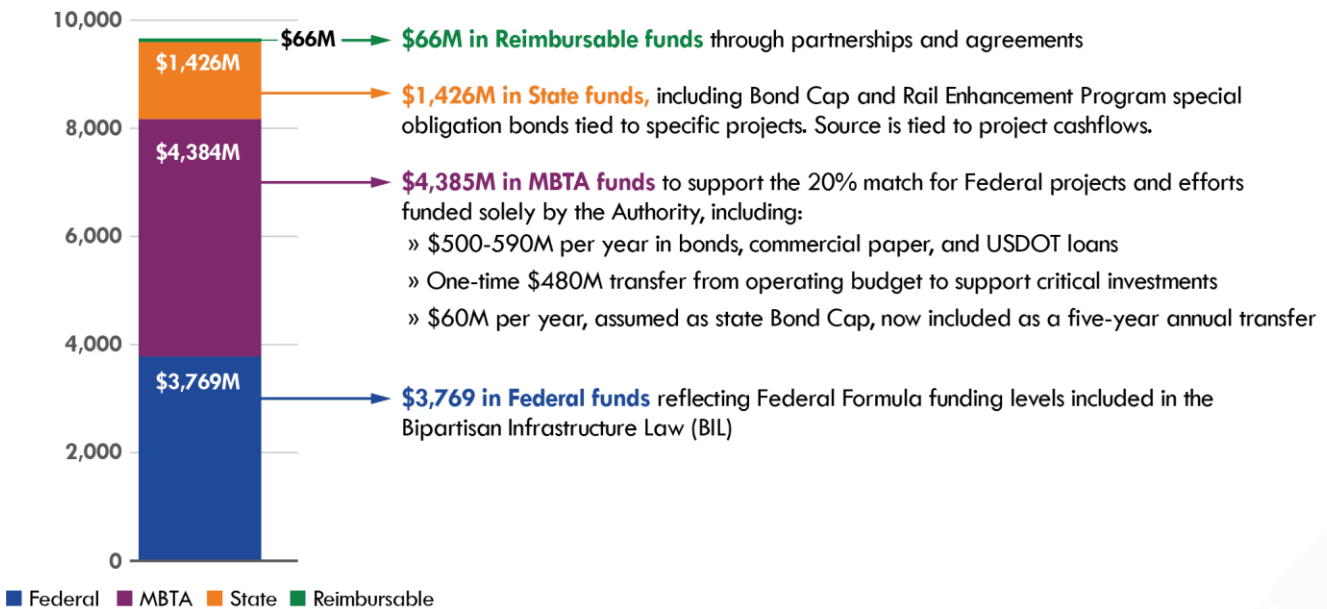 10,000
$66M
$66M in Reimbursable funds through partnerships and agreements
$1,426M
$1,426M in State funds, including Bond Cap and Rail Enhancement Program special
obligation bonds tied to specific projects. Source is tied to project cashflows.
8,000
$4,384M
$4,385M in MBTA funds to support the 20% match for Federal projects and efforts
funded solely by the Authority, including:
» $500-590M per year in bonds, commercial paper, and USDOT loans
6,000
» One-time $480M transfer from operating budget to support critical investments
» $60M per year, assumed as state Bond Cap, now included as a five-year annual transfer
4,000
$3,769M
$3,769 in Federal funds reflecting Federal Formula funding levels included in the
Bipartisan Infrastructure Law (BIL)
2,000
0
Federal MBTA State Reimbursable